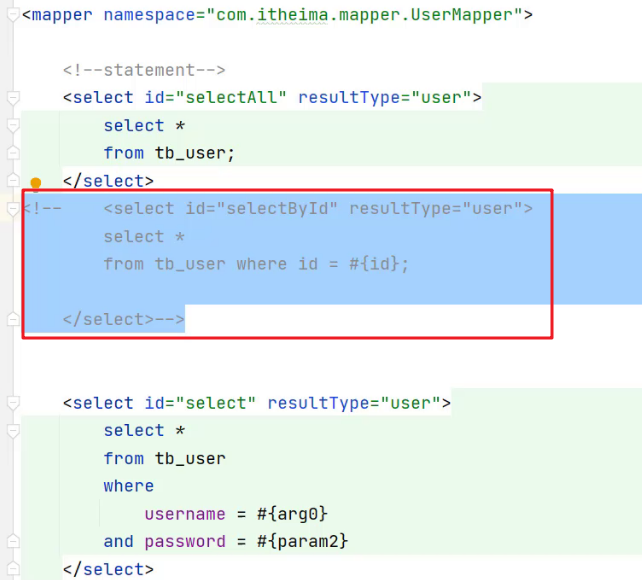 <mapper namespace="com.itheima.mapper.UserMapper">
<!--statement-->
<select id="selectAll" resultType="user">
select *
from tb_user;
</select>
<!--    <select id="selectById" resultType="user">
select *
from tb_user where id = #{id};
</select>-->
<select id="select" resultType="user">
select *
from tb_user
where
username = #{arg0}
and password = #{param2}
</select>